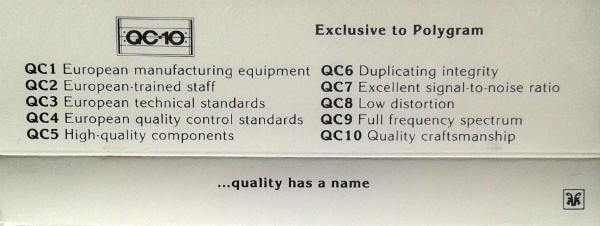 QC-10
Exclusive to Polygram
QC1 European manufacturing equipment
QC2 European-trained staff
QC3 European technical standards
QC4 European quality control standards
QC5 High-quality components
QC6 Duplicating integrity
QC7 Excellent signal-to-noise ratio
QC8 Low distortion
QC9 Full frequency spectrum
QC10 Quality craftsmanship
...quality has a name